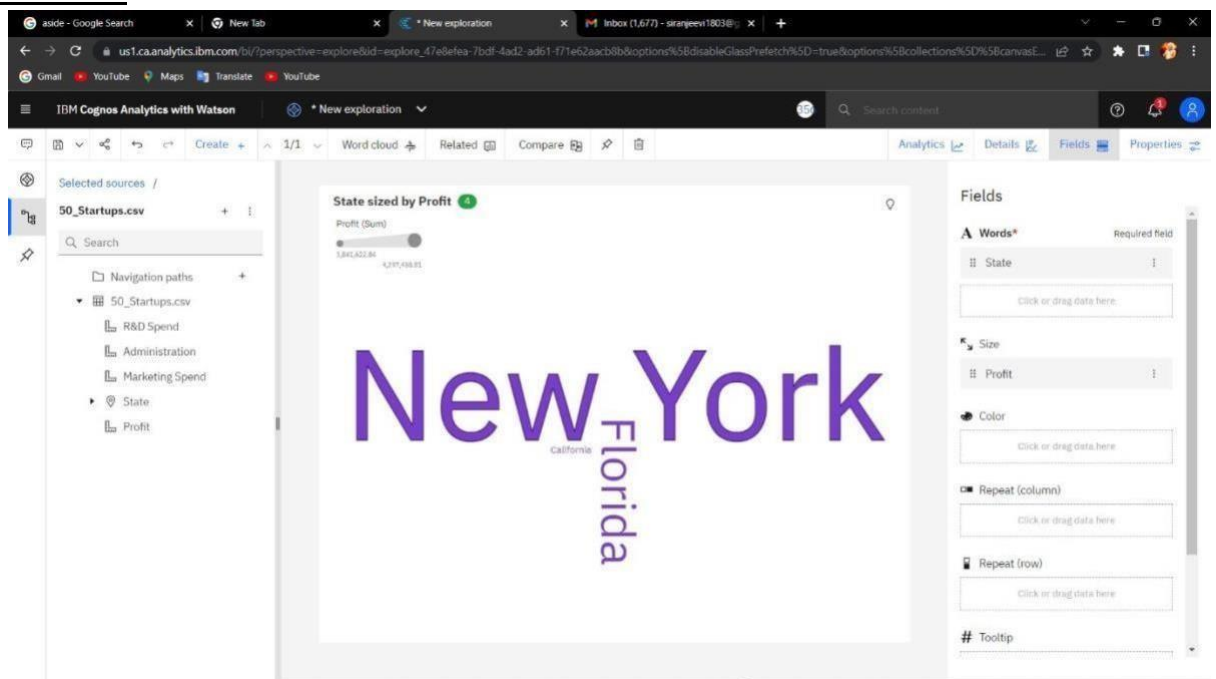 aside - Google Search
New Tab
* New exploration
Inbox (1,677) - siranjeevi1803@
us1.ca.analytics.ibm.com/bi/?perspective=explore&id=explore_47e8efea-7bdf-4ad2-ad61-f71e62aacb8b&options%5BdisableGlassPrefetch%5D=true&options%5Bcollections%5D%5BcanvasE...
Gmail YouTube Maps Translate YouTube
IBM Cognos Analytics with Watson
* New exploration
Search content
Create + 1/1 Word cloud Related Compare
Analytics Details Fields Properties
Selected sources /
50_Startups.csv
Search
Navigation paths
50_Startups.csv
R&D Spend
Administration
Marketing Spend
State
Profit
State sized by Profit 4
Profit (Sum)
New York
California
Florida
Fields
Words* Required field
State
Click or drag data here
Size
Profit
Color
Click or drag data here
Repeat (column)
Click or drag data here
Repeat (row)
Click or drag data here
Tooltip